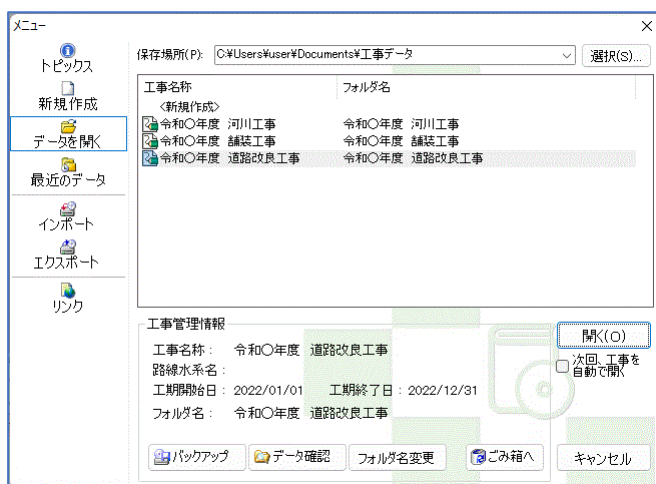 メニュー
トピックス
新規作成
データを開く
最近のデータ
インポート
エクスポート
リンク
保存場所(P): C:¥Users¥user¥Documents¥工事データ 選択(S)...
工事名称 フォルダ名
<新規作成>
令和〇年度 河川工事 令和〇年度 河川工事
令和〇年度 舗装工事 令和〇年度 舗装工事
令和〇年度 道路改良工事 令和〇年度 道路改良工事
工事管理情報
工事名称： 令和〇年度 道路改良工事
路線水系名：
工期開始日：2022/01/01 工期終了日：2022/12/31
フォルダ名： 令和〇年度 道路改良工事
開く(O)
次回、工事を
自動で開く
バックアップ データ確認 フォルダ名変更 ごみ箱へ キャンセル